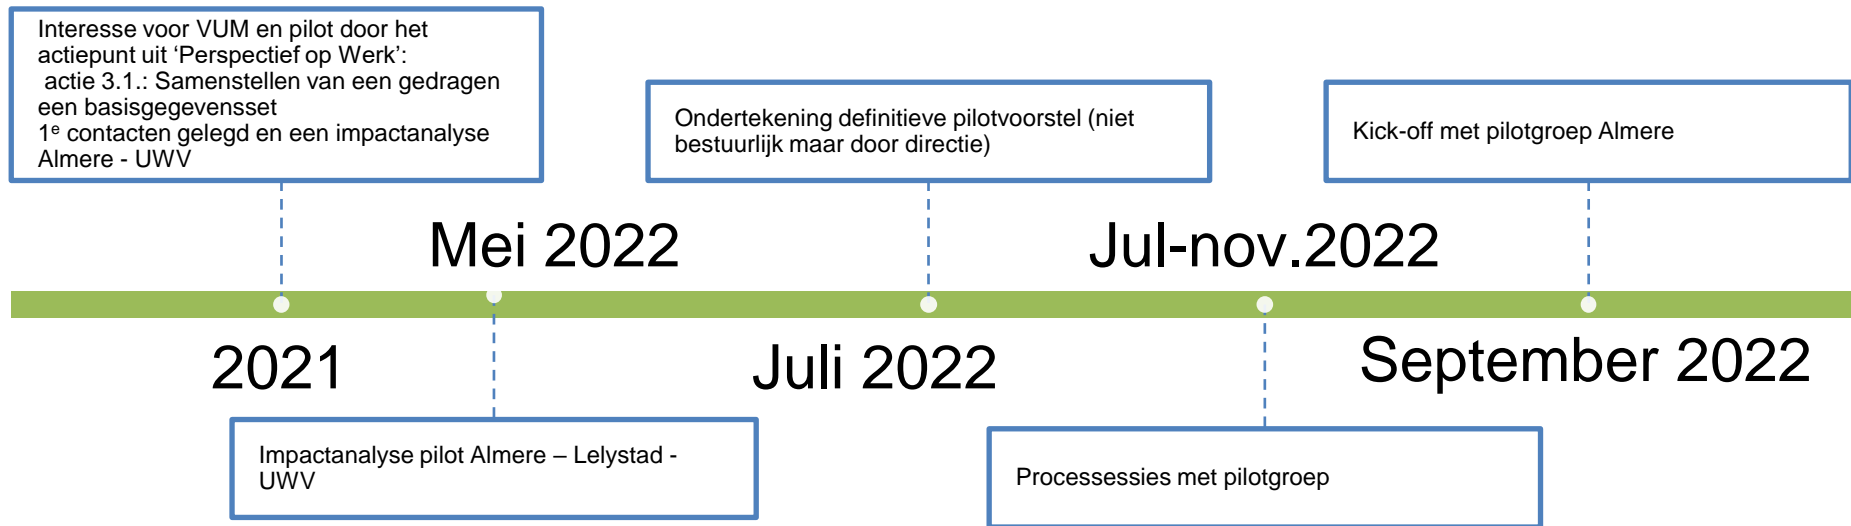 Interesse voor VUM en pilot door het
actiepunt uit ‘Perspectief op Werk’:
actie 3.1.: Samenstellen van een gedragen
een basisgegevensset
1e contacten gelegd en een impactanalyse
Almere - UWV
Ondertekening definitieve pilotvoorstel (niet
bestuurlijk maar door directie)
Kick-off met pilotgroep Almere
Mei 2022
Jul-nov.2022
2021
Juli 2022
September 2022
Impactanalyse pilot Almere – Lelystad -
UWV
Processessies met pilotgroep